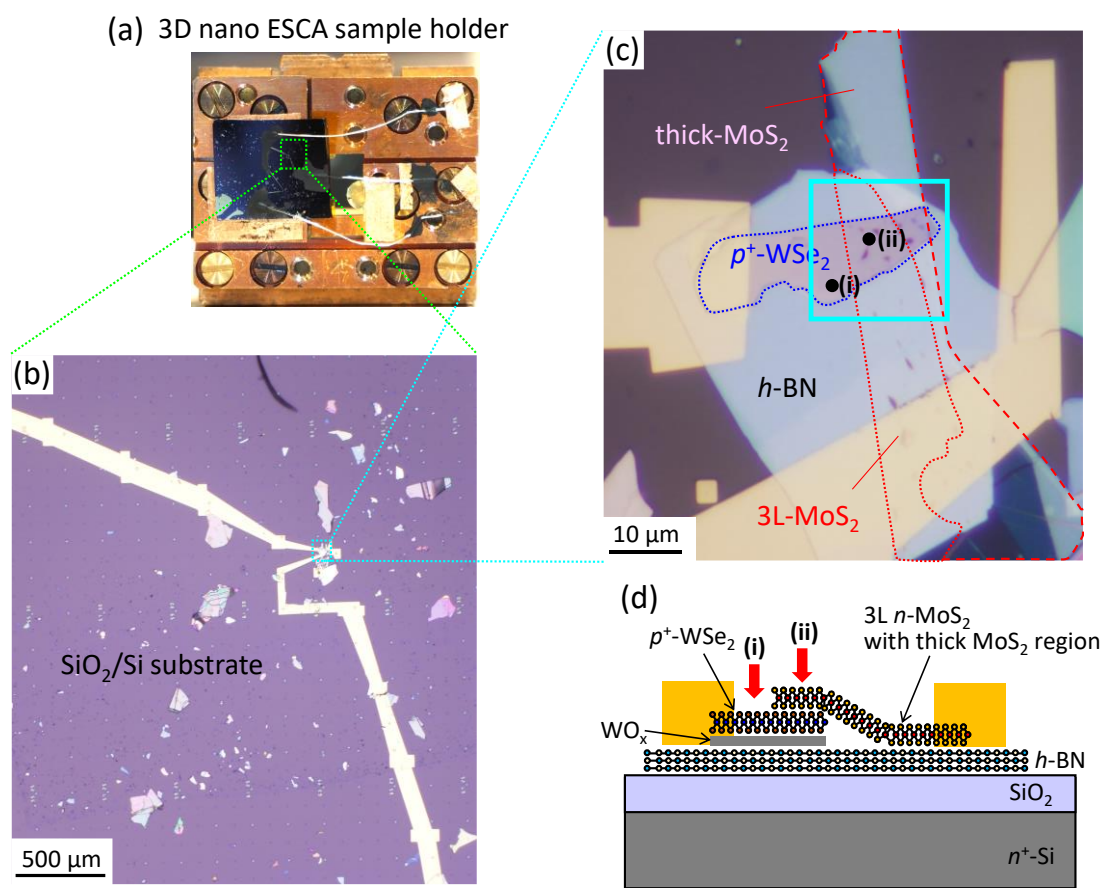 (a) 3D nano ESCA sample holder
(b)
SiO₂/Si substrate
500 μm
(c)
thick-MoS₂
p⁺-WSe₂
(ii)
(i)
h-BN
3L-MoS₂
10 μm
(d)
p⁺-WSe₂
(i)
(ii)
3L n-MoS₂
with thick MoS₂ region
WOₓ
h-BN
SiO₂
n⁺-Si